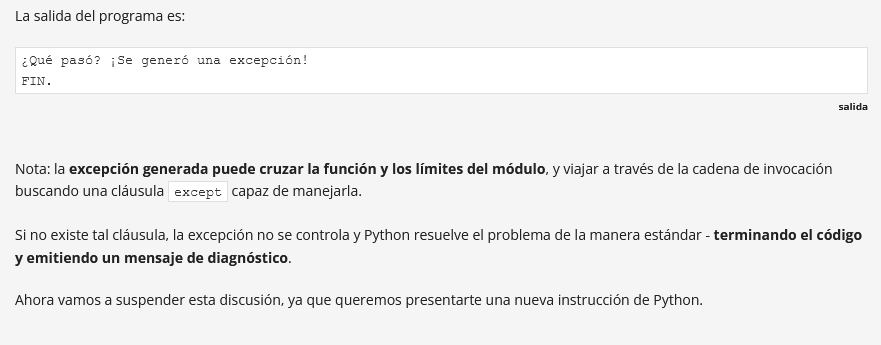 La salida del programa es:
¿Qué pasó? ¡Se generó una excepción!
FIN.
salida
Nota: la excepción generada puede cruzar la función y los límites del módulo, y viajar a través de la cadena de invocación
buscando una cláusula except capaz de manejarla.
Si no existe tal cláusula, la excepción no se controla y Python resuelve el problema de la manera estándar - terminando el código
y emitiendo un mensaje de diagnóstico.
Ahora vamos a suspender esta discusión, ya que queremos presentarte una nueva instrucción de Python.